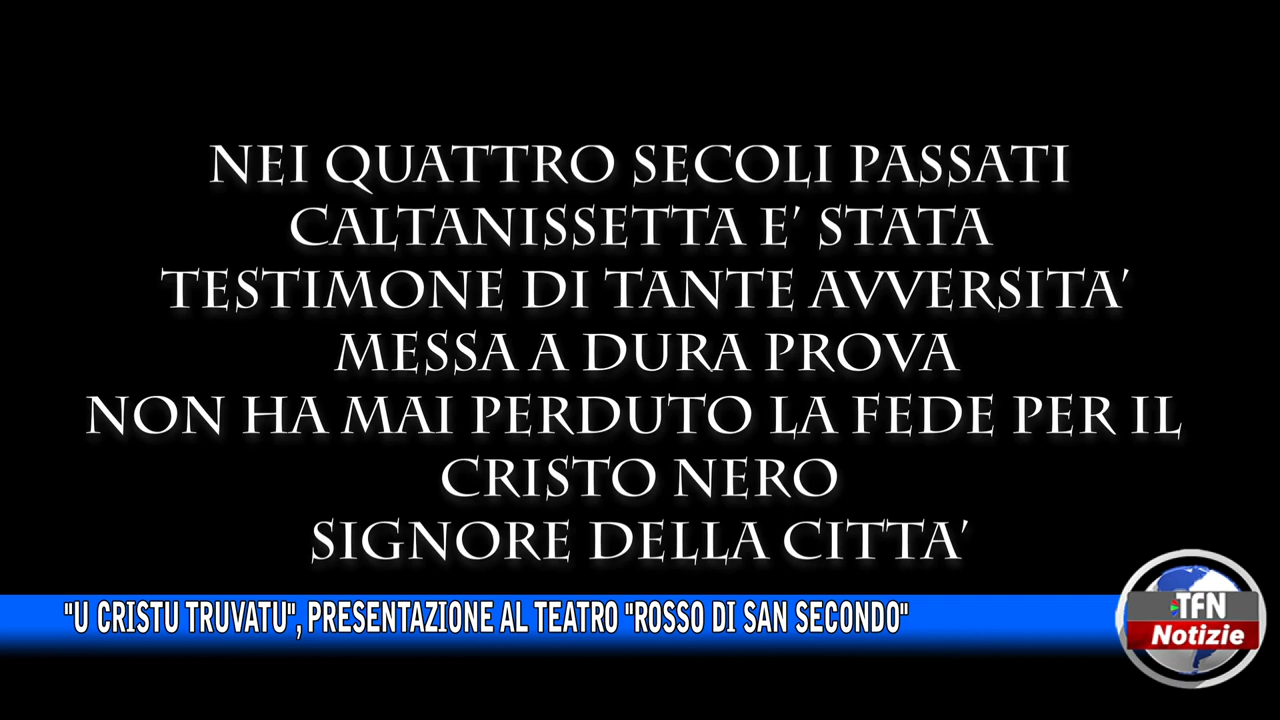 NEI QUATTRO SECOLI PASSATI
CALTANISSETTA E' STATA
TESTIMONE DI TANTE AVVERSITA'
MESSA A DURA PROVA
NON HA MAI PERDUTO LA FEDE PER IL
CRISTO NERO
SIGNORE DELLA CITTA'
"U CRISTU TRUVATU", PRESENTAZIONE AL TEATRO "ROSSO DI SAN SECONDO"
TFN
Notizie